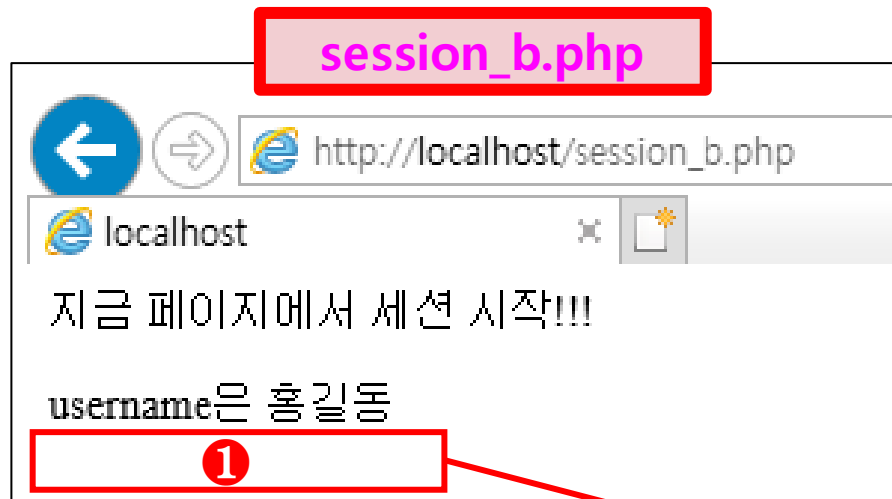 session_b.php
http://localhost/session_b.php
localhost
지금 페이지에서 세션 시작!!!
username은 홍길동
❶